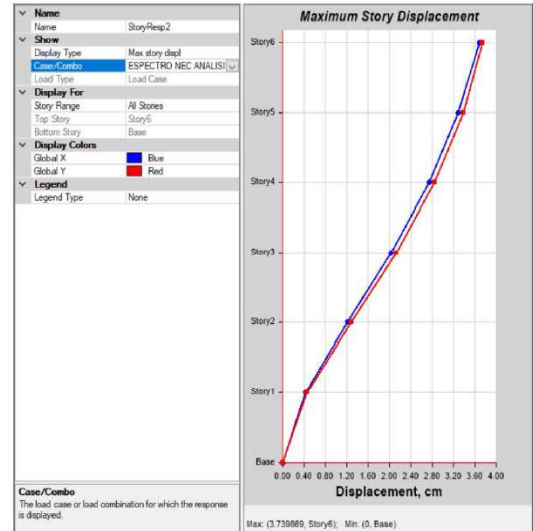 Name
Name StoryResp2
Show
Display Type Max story displ
Case/Combo ESPECTRO NEC ANALISI
Load Type Load Case
Display For
Story Range All Stories
Top Story Story6
Bottom Story Base
Display Colors
Global X Blue
Global Y Red
Legend
Legend Type None
Case/Combo
The load case or load combination for which the response
is displayed.
Maximum Story Displacement
Story6
Story5
Story4
Story3
Story2
Story1
Base
0.00 0.40 0.80 1.20 1.60 2.00 2.40 2.80 3.20 3.60 4.00
Displacement, cm
Max: (3.739869, Story6); Min: (0, Base)